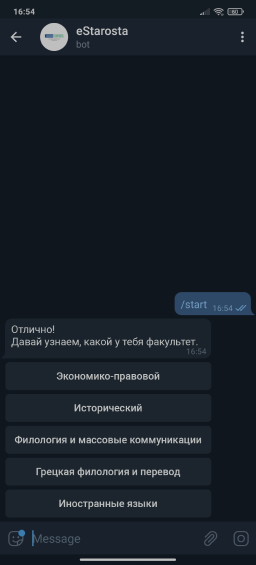 16:54
60
eStarosta
bot
/start 16:54
Отлично!
Давай узнаем, какой у тебя факультет.
16:54
Экономико-правовой
Исторический
Филология и массовые коммуникации
Грецкая филология и перевод
Иностранные языки
Message